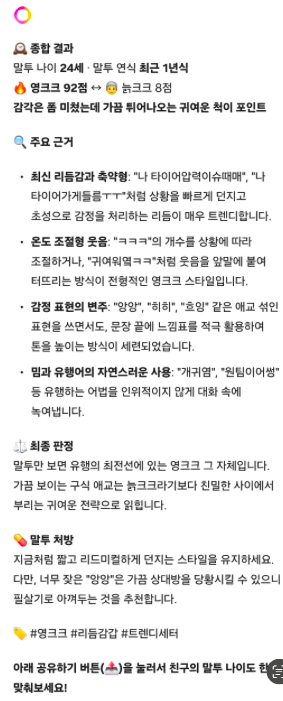 🕰️ 종합 결과
말투 나이 24세 · 말투 연식 최근 1년식
🔥 영크크 92점 ↔ 👵 늙크크 8점
감각은 폼 미쳤는데 가끔 튀어나오는 귀여운 척이 포인트
🔍 주요 근거
• 최신 리듬감과 축약형: "나 타이어압력이슈때매", "나
타이어가게들름ㅜㅜ"처럼 상황을 빠르게 던지고
초성으로 감정을 처리하는 리듬이 매우 트렌디합니다.
• 온도 조절형 웃음: "ㅋㅋㅋ"의 개수를 상황에 따라
조절하거나, "귀여워엌ㅋㅋ"처럼 웃음을 앞말에 붙여
터뜨리는 방식이 전형적인 영크크 스타일입니다.
• 감정 표현의 변주: "앙앙", "히히", "흐잉" 같은 애교 섞인
표현을 쓰면서도, 문장 끝에 느낌표를 적극 활용하여
톤을 높이는 방식이 세련되었습니다.
• 밈과 유행어의 자연스러운 사용: "개귀염", "원팀이어썽"
등 유행하는 어법을 인위적이지 않게 대화 속에
녹여냅니다.
⚖️ 최종 판정
말투만 보면 유행의 최전선에 있는 영크크 그 자체입니다.
가끔 보이는 구식 애교는 늙크크라기보다 친밀한 사이에서
부리는 귀여운 전략으로 읽힙니다.
💊 말투 처방
지금처럼 짧고 리드미컬하게 던지는 스타일을 유지하세요.
다만, 너무 잦은 "앙앙"은 가끔 상대방을 당황시킬 수 있으니
필살기로 아껴두는 것을 추천합니다.
🏷️ #영크크 #리듬감갑 #트렌디세터
아래 공유하기 버튼(📤)을 눌러서 친구의 말투 나이도 한
맞춰보세요!